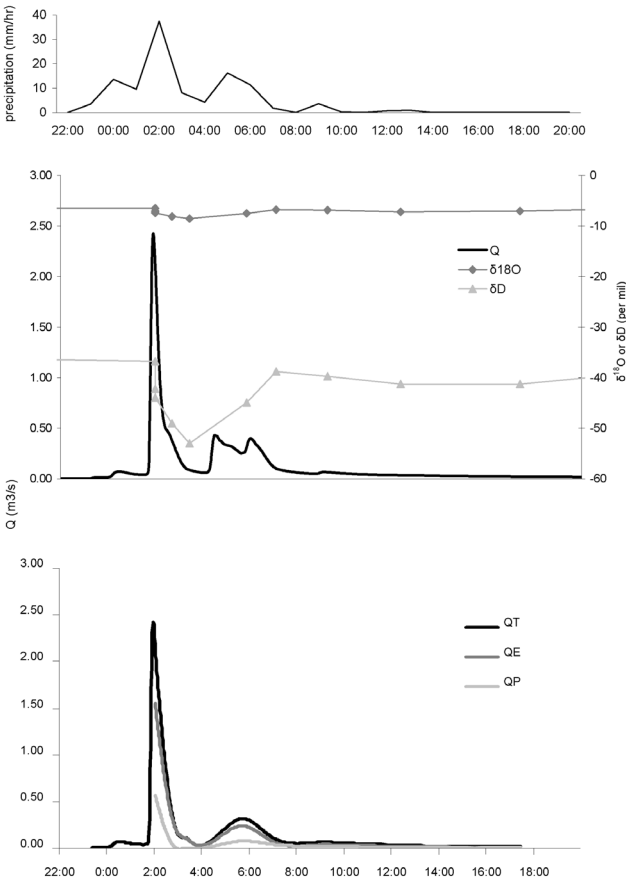 precipitation (mm/hr)
40
30
20
10
0
22:00 00:00 02:00 04:00 06:00 08:00 10:00 12:00 14:00 16:00 18:00 20:00
3.00
2.50
2.00
1.50
1.00
0.50
0.00
0
-10
-20
-30
-40
-50
-60
Q
δ18O
δD
δ¹⁸O or δD (per mil)
Q (m3/s)
3.00
2.50
2.00
1.50
1.00
0.50
0.00
QT
QE
QP
22:00 0:00 2:00 4:00 6:00 8:00 10:00 12:00 14:00 16:00 18:00